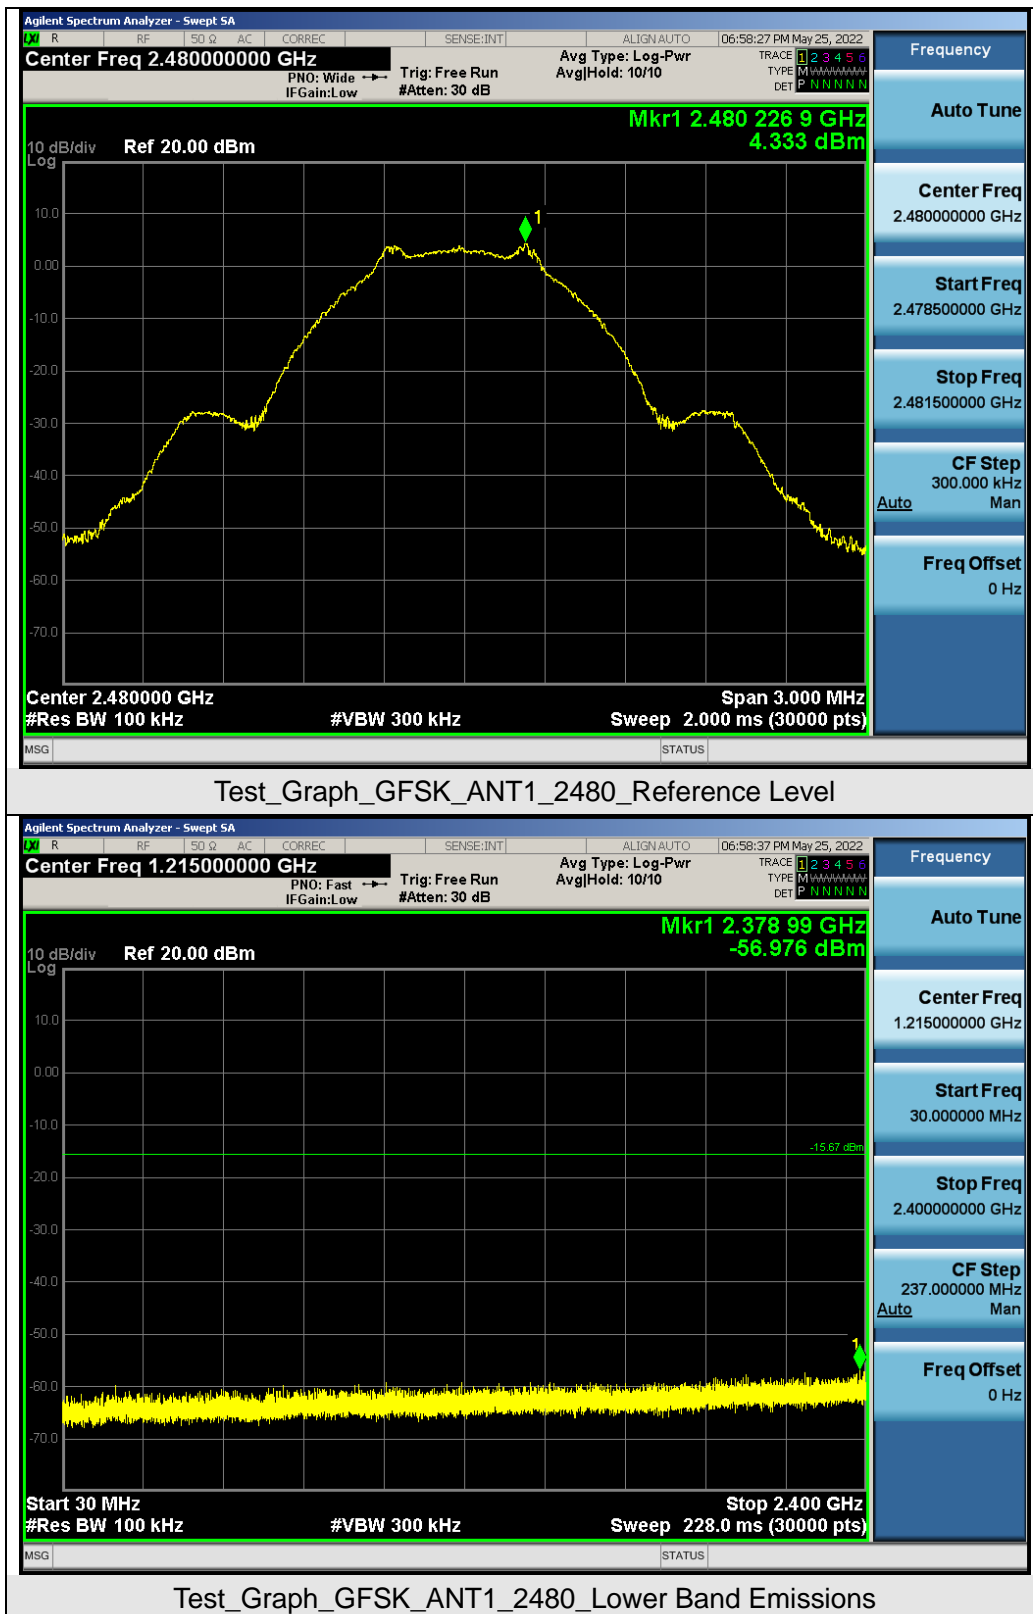 Agilent Spectrum Analyzer - Swept SA
LXI R RF 50 Ω AC CORREC SENSE:INT ALIGN AUTO 06:58:27 PM May 25, 2022
Center Freq 2.480000000 GHz
PNO: Wide
IFGain:Low
Trig: Free Run
#Atten: 30 dB
Avg Type: Log-Pwr
Avg|Hold: 10/10
TRACE 1 2 3 4 5 6
TYPE M
DET P N N N N N
Mkr1 2.480 226 9 GHz
4.333 dBm
10 dB/div
Log
Ref 20.00 dBm
1
10.0
0.00
-10.0
-20.0
-30.0
-40.0
-50.0
-60.0
-70.0
Center 2.480000 GHz
Span 3.000 MHz
#Res BW 100 kHz
#VBW 300 kHz
Sweep 2.000 ms (30000 pts)
MSG
STATUS
Frequency
Auto Tune
Center Freq
2.480000000 GHz
Start Freq
2.478500000 GHz
Stop Freq
2.481500000 GHz
CF Step
300.000 kHz
Auto Man
Freq Offset
0 Hz
Test_Graph_GFSK_ANT1_2480_Reference Level
Agilent Spectrum Analyzer - Swept SA
LXI R RF 50 Ω AC CORREC SENSE:INT ALIGN AUTO 06:58:37 PM May 25, 2022
Center Freq 1.215000000 GHz
PNO: Fast
IFGain:Low
Trig: Free Run
#Atten: 30 dB
Avg Type: Log-Pwr
Avg|Hold: 10/10
TRACE 1 2 3 4 5 6
TYPE M
DET P N N N N N
Mkr1 2.378 99 GHz
-56.976 dBm
10 dB/div
Log
Ref 20.00 dBm
10.0
0.00
-10.0
-15.67 dBm
-20.0
-30.0
-40.0
-50.0
1
-60.0
-70.0
Start 30 MHz
Stop 2.400 GHz
#Res BW 100 kHz
#VBW 300 kHz
Sweep 228.0 ms (30000 pts)
MSG
STATUS
Frequency
Auto Tune
Center Freq
1.215000000 GHz
Start Freq
30.000000 MHz
Stop Freq
2.400000000 GHz
CF Step
237.000000 MHz
Auto Man
Freq Offset
0 Hz
Test_Graph_GFSK_ANT1_2480_Lower Band Emissions